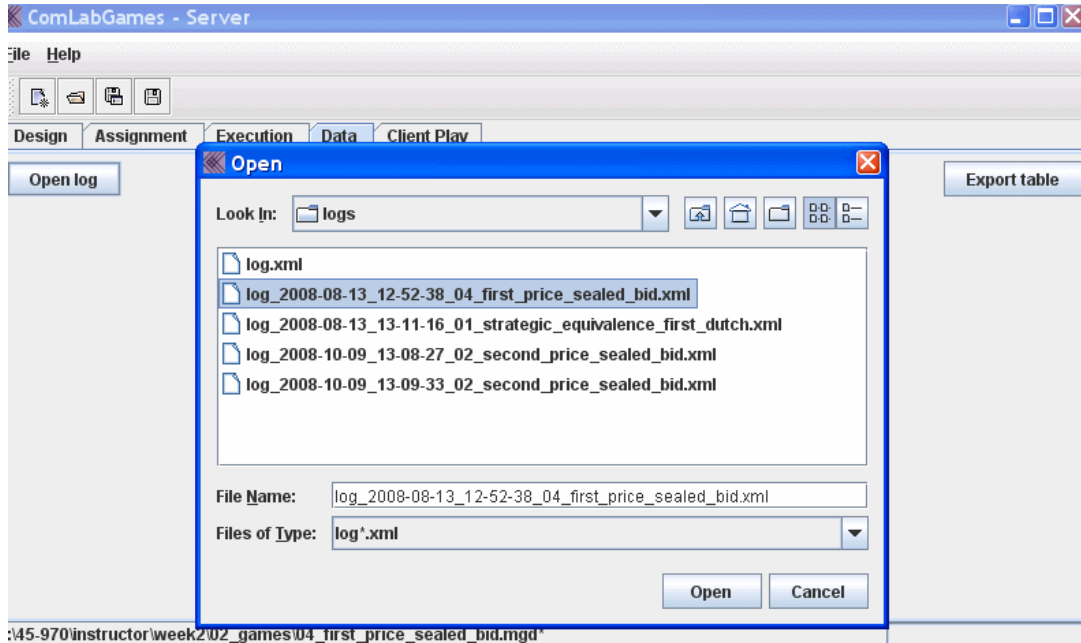 ComLabGames - Server
File Help
Design Assignment Execution Data Client Play
Open log
Export table
Open
Look In: logs
log.xml
log_2008-08-13_12-52-38_04_first_price_sealed_bid.xml
log_2008-08-13_13-11-16_01_strategic_equivalence_first_dutch.xml
log_2008-10-09_13-08-27_02_second_price_sealed_bid.xml
log_2008-10-09_13-09-33_02_second_price_sealed_bid.xml
File Name: log_2008-08-13_12-52-38_04_first_price_sealed_bid.xml
Files of Type: log*.xml
Open Cancel
:\45-970\instructor\week2\02_games\04_first_price_sealed_bid.mgd*